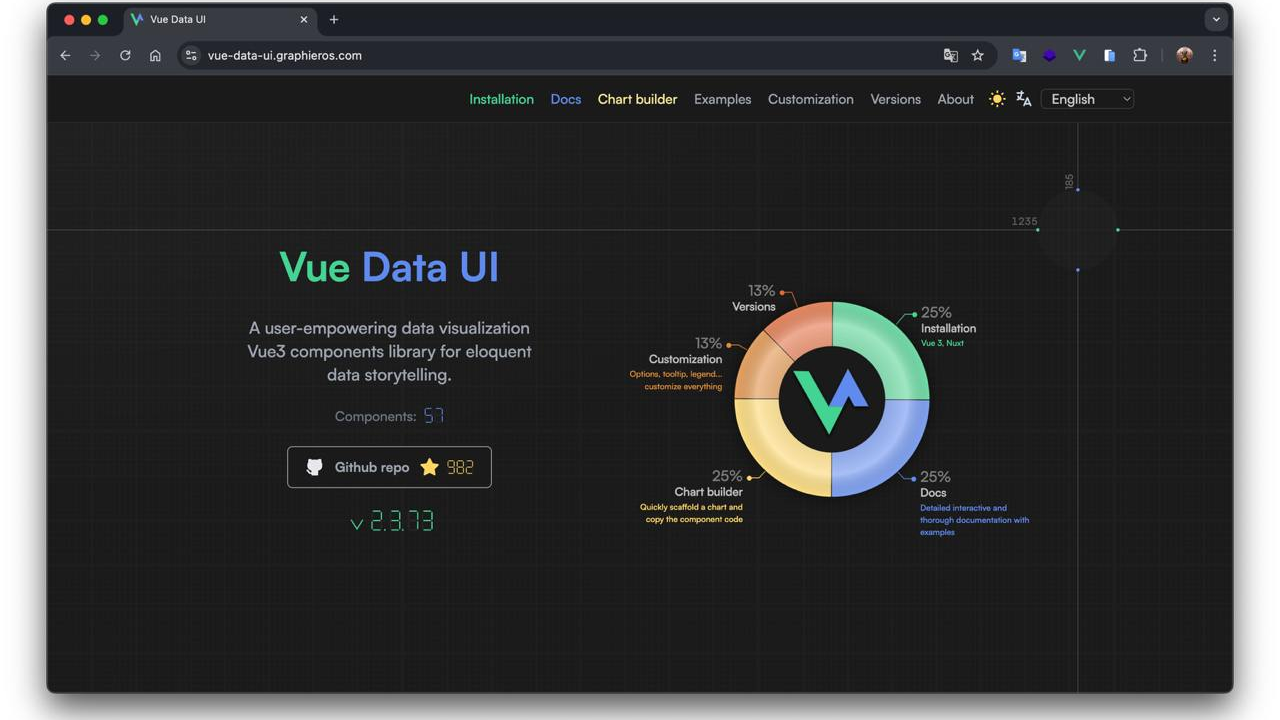 Vue Data UI
vue-data-ui.graphieros.com
Installation Docs Chart builder Examples Customization Versions About English
185
1235
Vue Data UI
A user-empowering data visualization
Vue3 components library for eloquent
data storytelling.
Components: 57
Github repo 982
v 2.3.73
13%
Versions
25%
Installation
Vue 3, Nuxt
13%
Customization
Options, tooltip, legend...
customize everything
25%
Chart builder
Quickly scaffold a chart and
copy the component code
25%
Docs
Detailed interactive and
thorough documentation with
examples